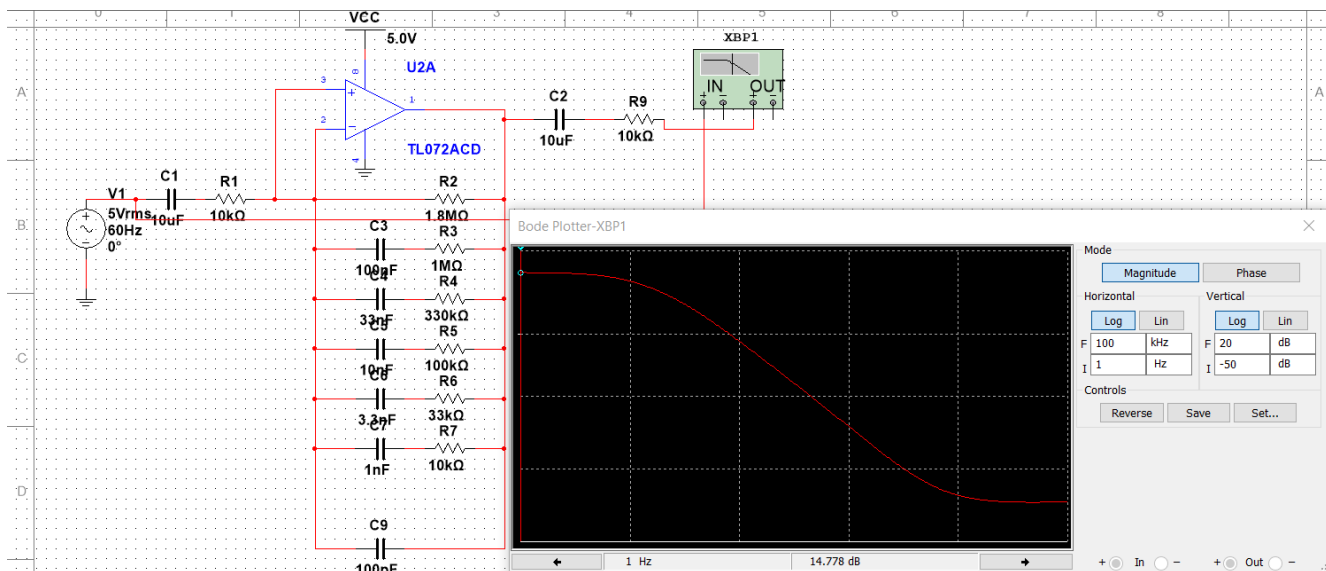 0 1 2 3 4 5 6 7 8
VCC
5.0V
XBP1
U2A
IN OUT
A
A
3
8
1
2
4
TL072ACD
C2
R9
10uF
10kΩ
C1
R1
R2
V1
5Vrms
10uF
10kΩ
1.8MΩ
60Hz
0°
B
C3
R3
100nF
1MΩ
C4
R4
33nF
330kΩ
C5
R5
C
10nF
100kΩ
C6
R6
3.3nF
33kΩ
C7
R7
1nF
10kΩ
D
C9
100pF
Bode Plotter-XBP1
Mode
Magnitude Phase
Horizontal Vertical
Log Lin Log Lin
F 100 kHz F 20 dB
I 1 Hz I -50 dB
Controls
Reverse Save Set...
1 Hz 14.778 dB
+ In - + Out -